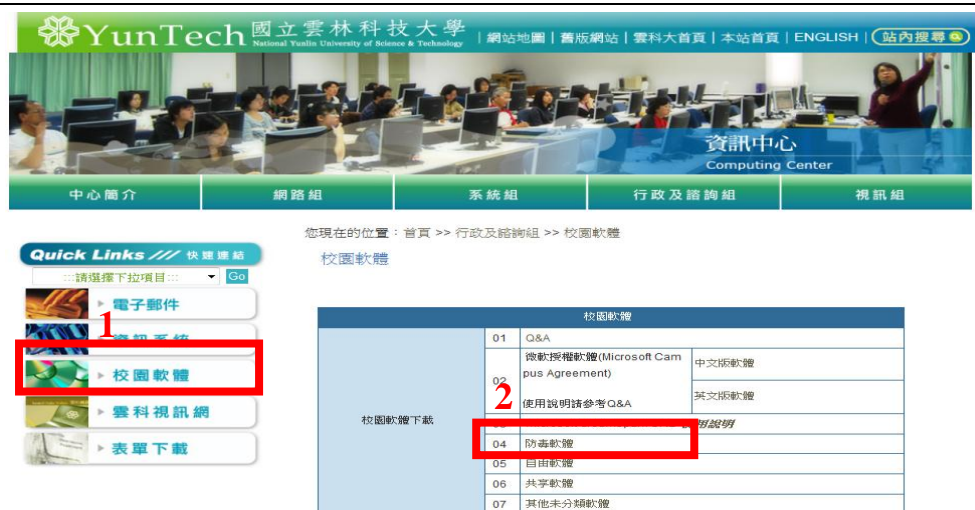 YunTech 國立雲林科技大學
National Yunlin University of Science & Technology
| 網站地圖 | 舊版網站 | 雲科大首頁 | 本站首頁 | ENGLISH | 站內搜尋
資訊中心
Computing Center
中心簡介 網路組 系統組 行政及諮詢組 視訊組
您現在的位置：首頁 >> 行政及諮詢組 >> 校園軟體
Quick Links /// 快速連結
:::請選擇下拉項目::: Go
電子郵件
1
資訊系統
校園軟體
雲科視訊網
表單下載
校園軟體
校園軟體
校園軟體下載
01 Q&A
02 微軟授權軟體(Microsoft Cam
pus Agreement)
使用說明請參考Q&A
中文版軟體
英文版軟體
2
03 用說明
04 防毒軟體
05 自由軟體
06 共享軟體
07 其他未分類軟體